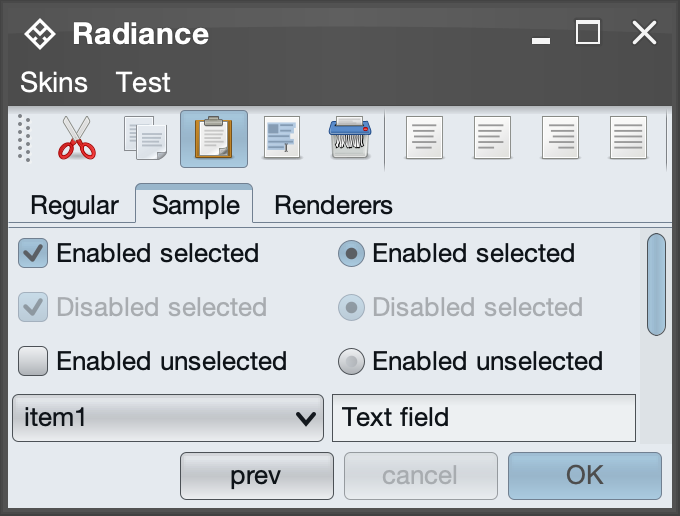 Radiance
Skins Test
Regular Sample Renderers
Enabled selected Enabled selected
Disabled selected Disabled selected
Enabled unselected Enabled unselected
item1 Text field
prev cancel OK